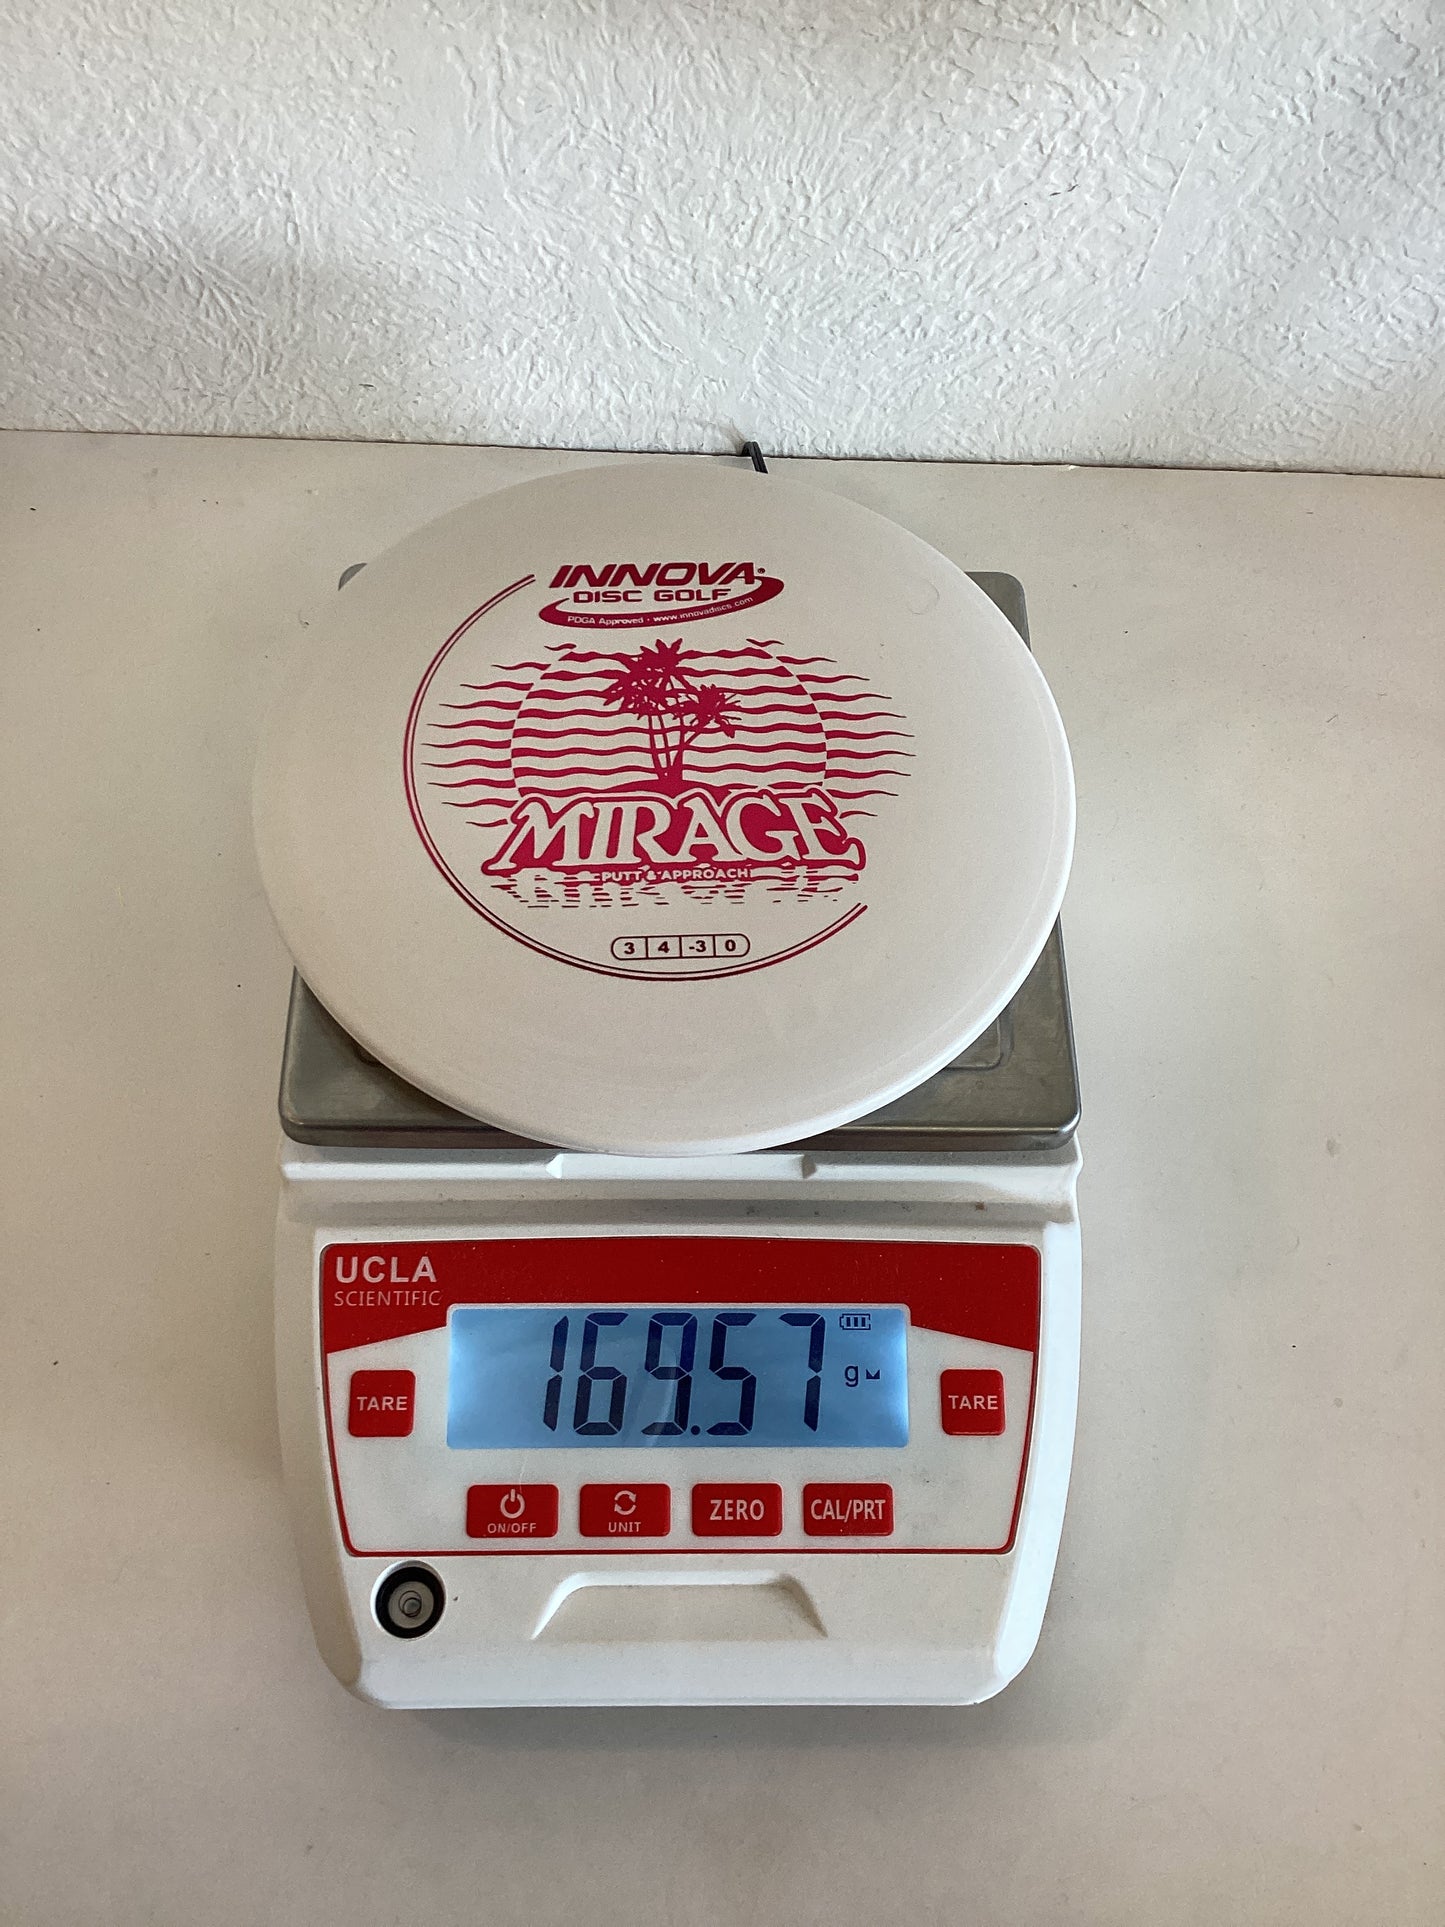 INNOVA®
DISC GOLF
PDGA Approved · www.innovadiscs.com
MIRAGE
PUTT & APPROACH
3 4 -3 0
UCLA
SCIENTIFIC
169.57 g
TARE TARE
ON/OFF UNIT ZERO CAL/PRT